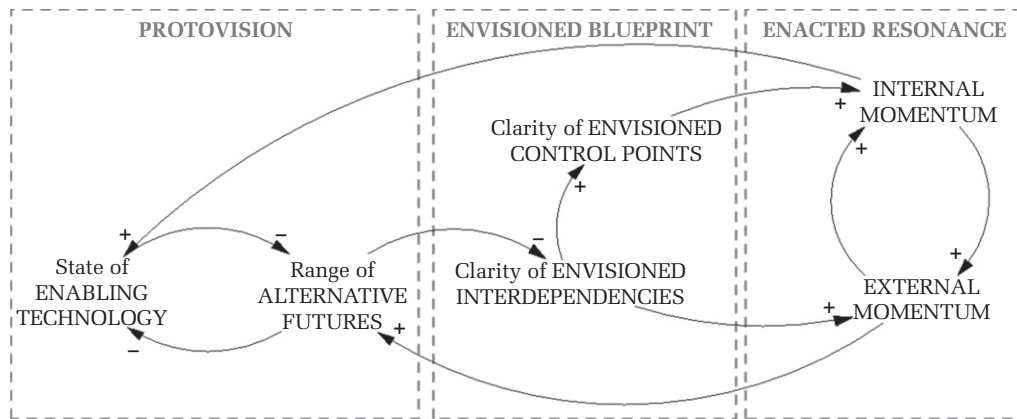 PROTOVISION
ENVISIONED BLUEPRINT
ENACTED RESONANCE
INTERNAL
MOMENTUM
+
+
Clarity of ENVISIONED
CONTROL POINTS
+
+
State of
ENABLING
TECHNOLOGY
−
−
Range of
ALTERNATIVE
FUTURES
+
−
Clarity of ENVISIONED
INTERDEPENDENCIES
+
EXTERNAL
MOMENTUM
+